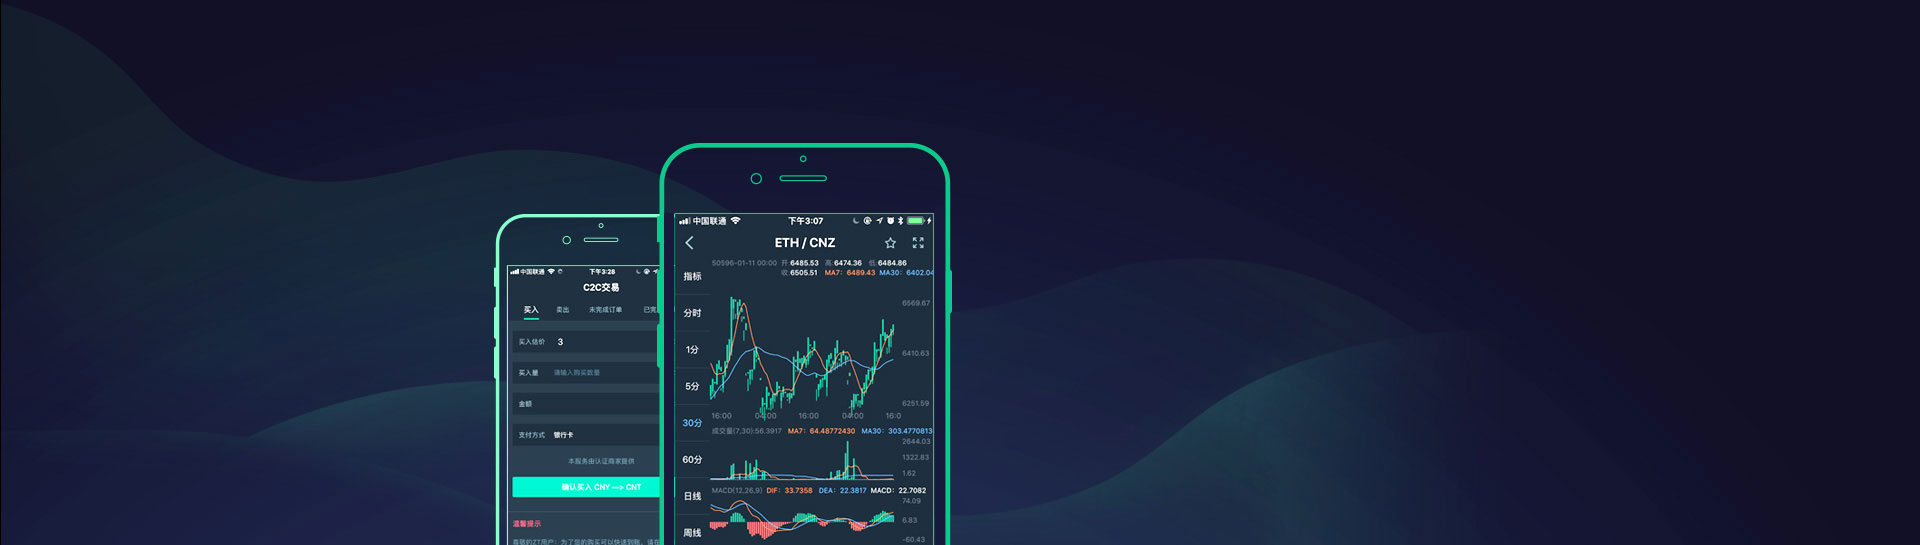 中国联通 下午3:28
C2C交易
买入 卖出 未完成订单 已完
买入估价 3
买入量 请输入购买数量
金额
支付方式 银行卡
本服务由认证商家提供
确认买入 CNY —> CNT
温馨提示
尊敬的ZT用户：为了您的购买可以快速到账，请在
中国联通 下午3:07
ETH / CNZ
50596-01-11 00:00 开:6485.53 高:6474.36 低:6484.86
收:6505.51 MA7: 6489.43 MA30: 6402.04
指标
分时
1分
5分
30分
60分
日线
周线
6569.67
6410.63
6251.59
16:00 04:00 16:00 04:00 16:0
成交量(7,30):56.3917 MA7: 64.48772430 MA30: 303.4770813
2644.03
1322.83
1.62
MACD(12,26,9) DIF: 33.7358 DEA: 22.3817 MACD: 22.7082
74.09
6.83
-60.43